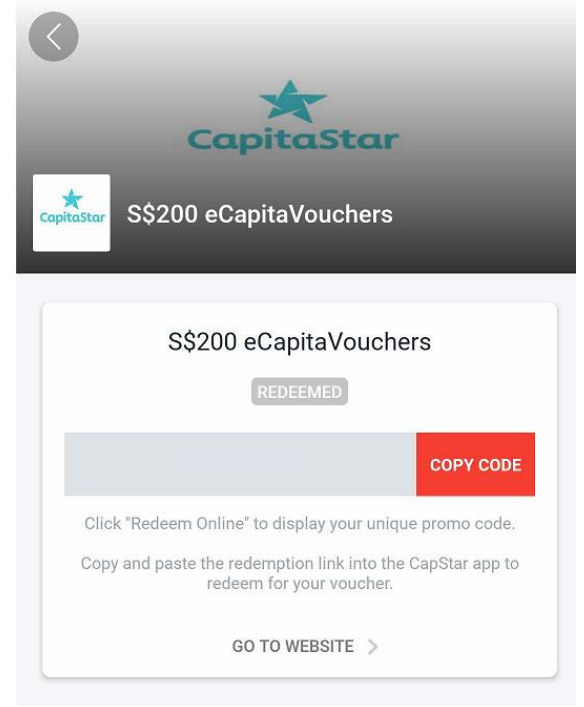 CapitaStar
CapitaStar
S$200 eCapitaVouchers
S$200 eCapitaVouchers
REDEEMED
COPY CODE
Click "Redeem Online" to display your unique promo code.
Copy and paste the redemption link into the CapStar app to
redeem for your voucher.
GO TO WEBSITE